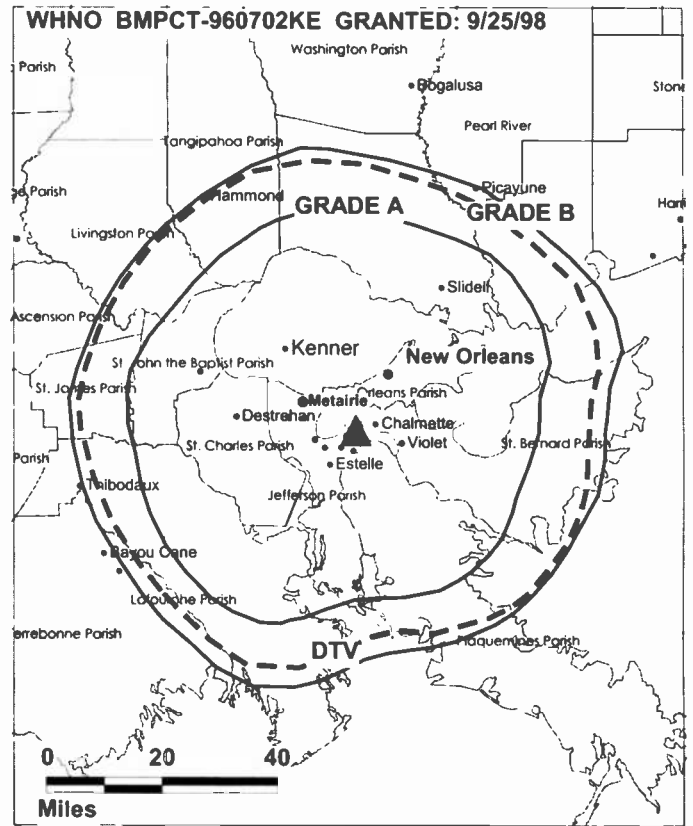 WHNO BMPCT-960702KE GRANTED: 9/25/98
Washington Parish
Parish
Bogalusa
Stone
Pearl River
Tangipahoa Parish
Picayune
ge Parish
Hammond
GRADE A
GRADE B
Har
Livingston Parish
Slidell
Ascension Parish
Kenner
New Orleans
St. John the Baptist Parish
St. James Parish
Orleans Parish
Metairie
Destrehan
Chalmette
St. Charles Parish
Violet
St. Bernard Parish
Parish
Estelle
Thibodaux
Jefferson Parish
Bayou Cane
Lafourche Parish
errebonne Parish
Plaquemines Parish
DTV
0 20 40
Miles